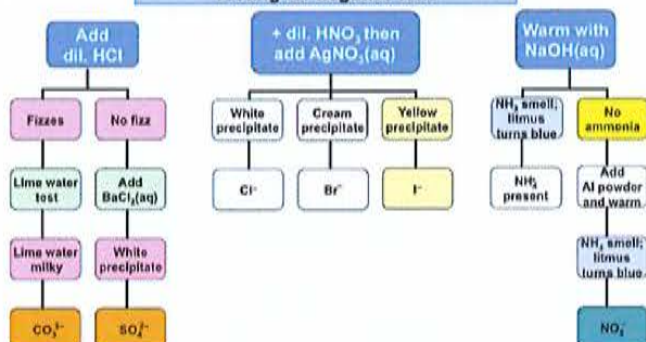 Add
dil. HCl
+ dil. HNO₃ then
add AgNO₃(aq)
Warm with
NaOH(aq)
Fizzes
No fizz
White
precipitate
Cream
precipitate
Yellow
precipitate
NH₃ smell;
litmus
turns blue
No
ammonia
Lime water
test
Add
BaCl₂(aq)
Cl⁻
Br⁻
I⁻
NH₄⁺
present
Add
Al powder
and warm
Lime water
milky
White
precipitate
NH₃ smell;
litmus
turns blue
CO₃²⁻
SO₄²⁻
NO₃⁻